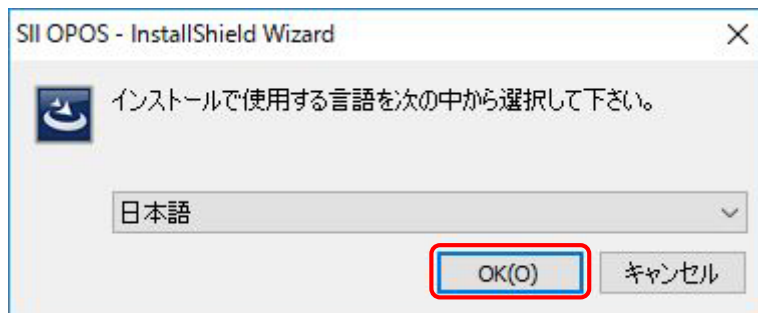 SII OPOS - InstallShield Wizard
インストールで使用する言語を次の中から選択して下さい。
日本語
OK(O)
キャンセル